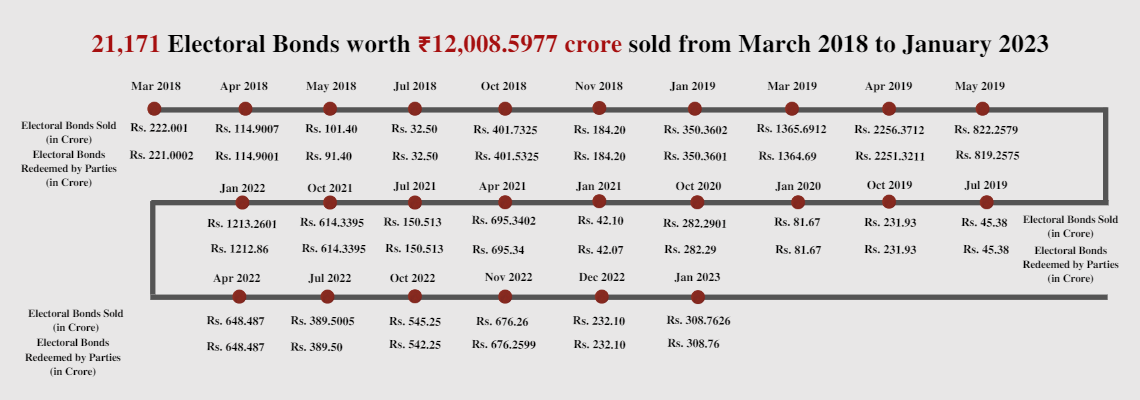 21,171 Electoral Bonds worth ₹12,008.5977 crore sold from March 2018 to January 2023
Mar 2018 Apr 2018 May 2018 Jul 2018 Oct 2018 Nov 2018 Jan 2019 Mar 2019 Apr 2019 May 2019
Electoral Bonds Sold
(in Crore)
Rs. 222.001 Rs. 114.9007 Rs. 101.40 Rs. 32.50 Rs. 401.7325 Rs. 184.20 Rs. 350.3602 Rs. 1365.6912 Rs. 2256.3712 Rs. 822.2579
Electoral Bonds
Redeemed by Parties
(in Crore)
Rs. 221.0002 Rs. 114.9001 Rs. 91.40 Rs. 32.50 Rs. 401.5325 Rs. 184.20 Rs. 350.3601 Rs. 1364.69 Rs. 2251.3211 Rs. 819.2575
Jan 2022 Oct 2021 Jul 2021 Apr 2021 Jan 2021 Oct 2020 Jan 2020 Oct 2019 Jul 2019
Rs. 1213.2601 Rs. 614.3395 Rs. 150.513 Rs. 695.3402 Rs. 42.10 Rs. 282.2901 Rs. 81.67 Rs. 231.93 Rs. 45.38
Electoral Bonds Sold
(in Crore)
Rs. 1212.86 Rs. 614.3395 Rs. 150.513 Rs. 695.34 Rs. 42.07 Rs. 282.29 Rs. 81.67 Rs. 231.93 Rs. 45.38
Electoral Bonds
Redeemed by Parties
(in Crore)
Apr 2022 Jul 2022 Oct 2022 Nov 2022 Dec 2022 Jan 2023
Electoral Bonds Sold
(in Crore)
Rs. 648.487 Rs. 389.5005 Rs. 545.25 Rs. 676.26 Rs. 232.10 Rs. 308.7626
Electoral Bonds
Redeemed by Parties
(in Crore)
Rs. 648.487 Rs. 389.50 Rs. 542.25 Rs. 676.2599 Rs. 232.10 Rs. 308.76